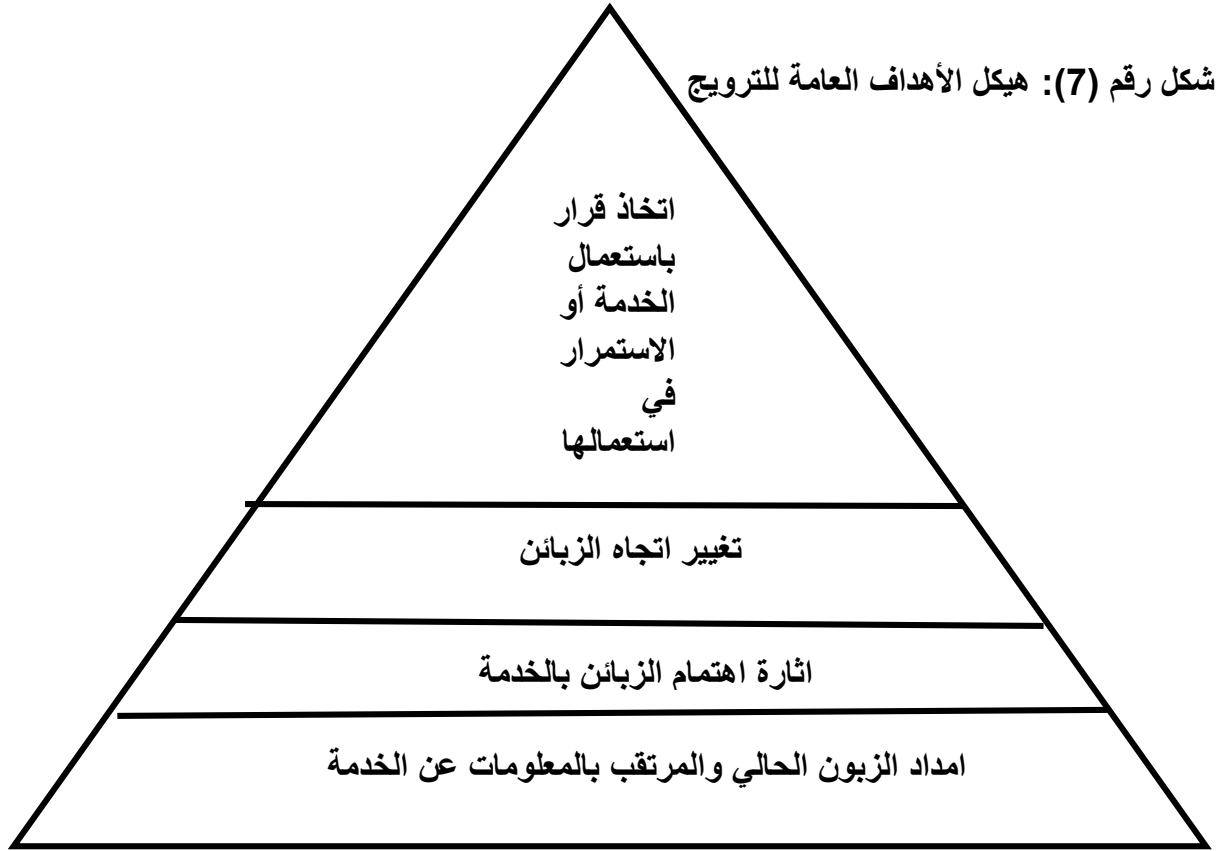 شكل رقم (7): هيكل الأهداف العامة للترويج
اتخاذ قرار
باستعمال
الخدمة أو
الاستمرار
في
استعمالها
تغيير اتجاه الزبائن
اثارة اهتمام الزبائن بالخدمة
امداد الزبون الحالي والمرتقب بالمعلومات عن الخدمة